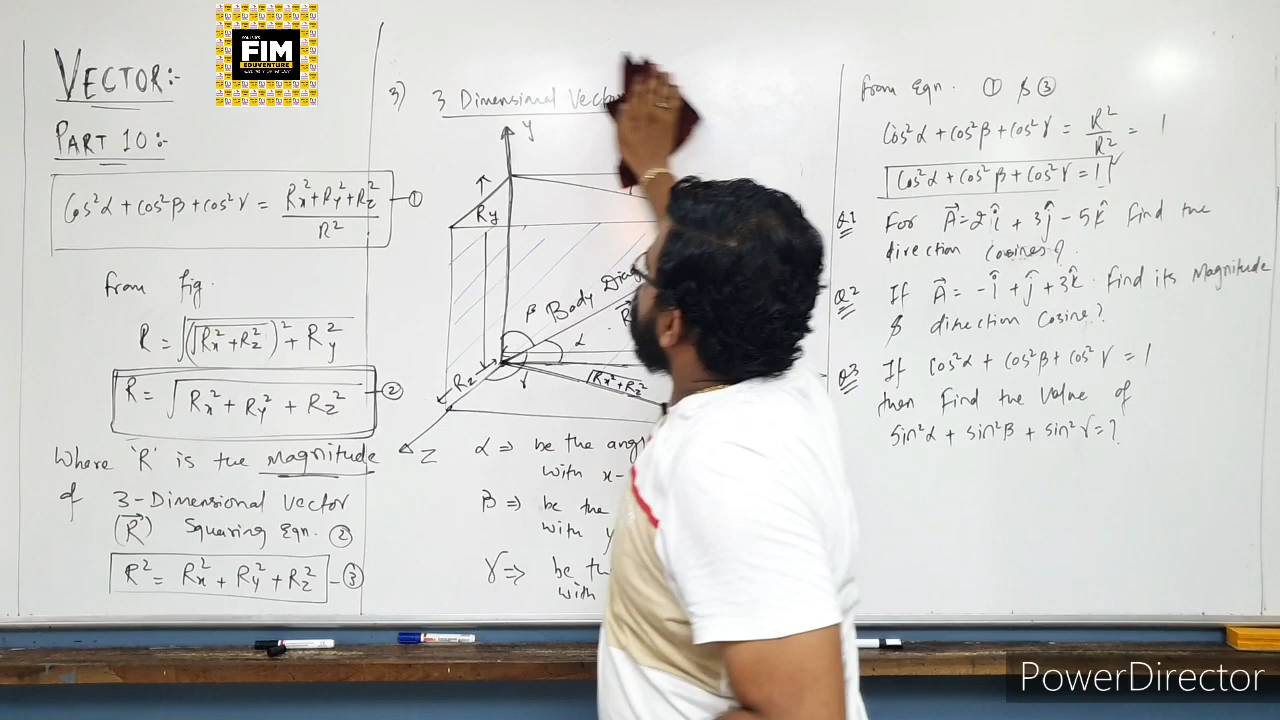 FIM
EDUVENTURE
VECTOR:-
PART 10:-
Cos²α + cos²β + cos²γ = (Rx² + Ry² + Rz²) / R² — ①
from fig.
R = √((√(Rx² + Rz²))² + Ry²)
R = √(Rx² + Ry² + Rz²) — ②
Where 'R' is the magnitude
of 3-Dimensional vector
(R⃗) Squaring Eqn. ②
R² = Rx² + Ry² + Rz² — ③
3) 3 Dimensional Vector
y
Ry
β Body
α
Rz
γ
√(Rx² + Rz²)
Z
α ⇒ be the ang
with x-
β ⇒ be the
with y
γ ⇒ be the
with
from Eqn. ① & ③
Cos²α + cos²β + cos²γ = R²/R² = 1
Cos²α + cos²β + cos²γ = 1
Q1 For A⃗ = 2î + 3ĵ - 5k̂ find the
direction cosines?
Q2 If A⃗ = -î + ĵ + 3k̂. find its Magnitude
& direction Cosine?
Q3 If Cos²α + cos²β + cos²γ = 1
then find the value of
Sin²α + sin²β + sin²γ = ?
PowerDirector